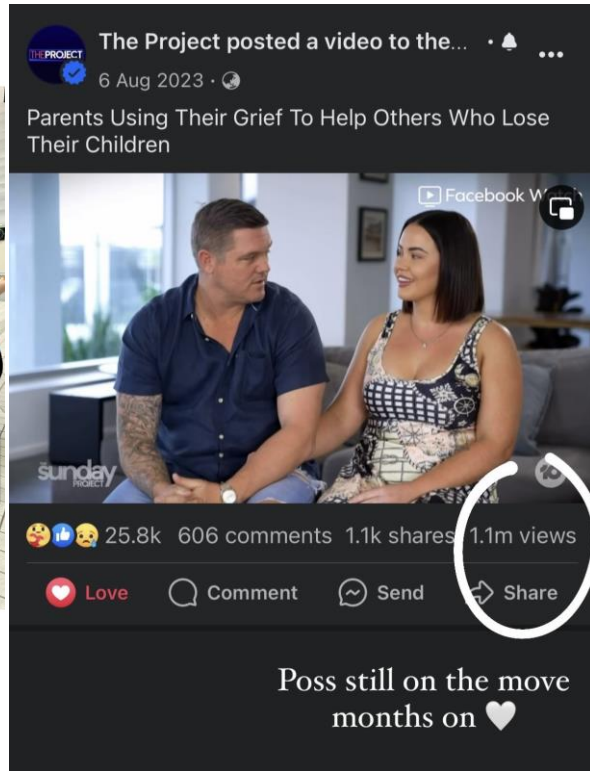 THEPROJECT
The Project posted a video to the... ·
6 Aug 2023 ·
Parents Using Their Grief To Help Others Who Lose
Their Children
Facebook
THE
sunday
PROJECT
25.8k 606 comments 1.1k shares 1.1m views
Love Comment Send Share
Poss still on the move
months on 🤍